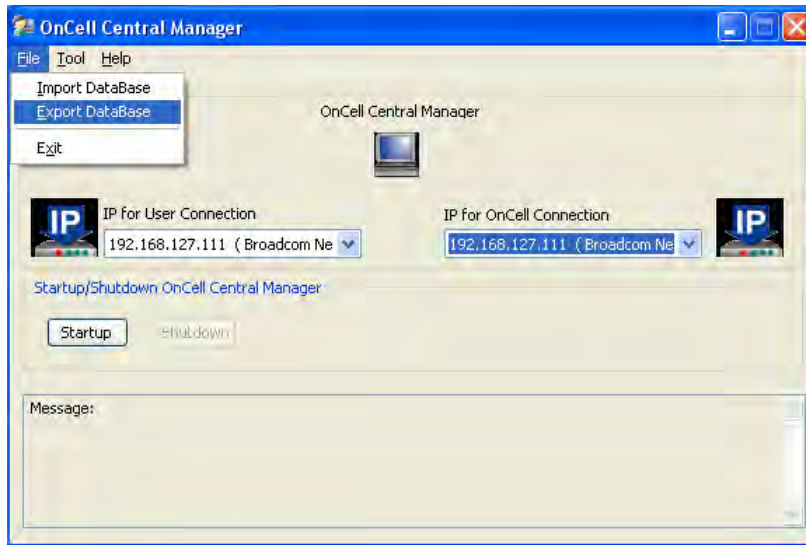 OnCell Central Manager
File Tool Help
Import DataBase
Export DataBase
Exit
OnCell Central Manager
IP
IP for User Connection
192.168.127.111 ( Broadcom Ne
IP for OnCell Connection
192.168.127.111 ( Broadcom Ne
IP
Startup/Shutdown OnCell Central Manager
Startup Shutdown
Message: